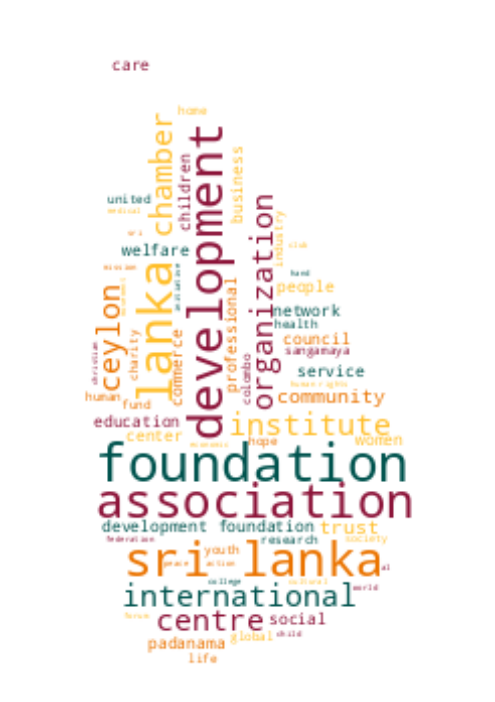 care
home
development
chamber
children
business
united
medical
organization
industry
sri
club
welfare
lanka
mission
hand
people
ceylon
professional
network
health
charity
commerce
council
christian
colombo
sangamaya
service
human rights
human
fund
community
education
institute
center
economic
hope
women
foundation
association
development foundation
trust
federation
research
society
sri lanka
youth
peace
action
al
college
cultural
world
international
forum
centre
social
global
child
padanama
life